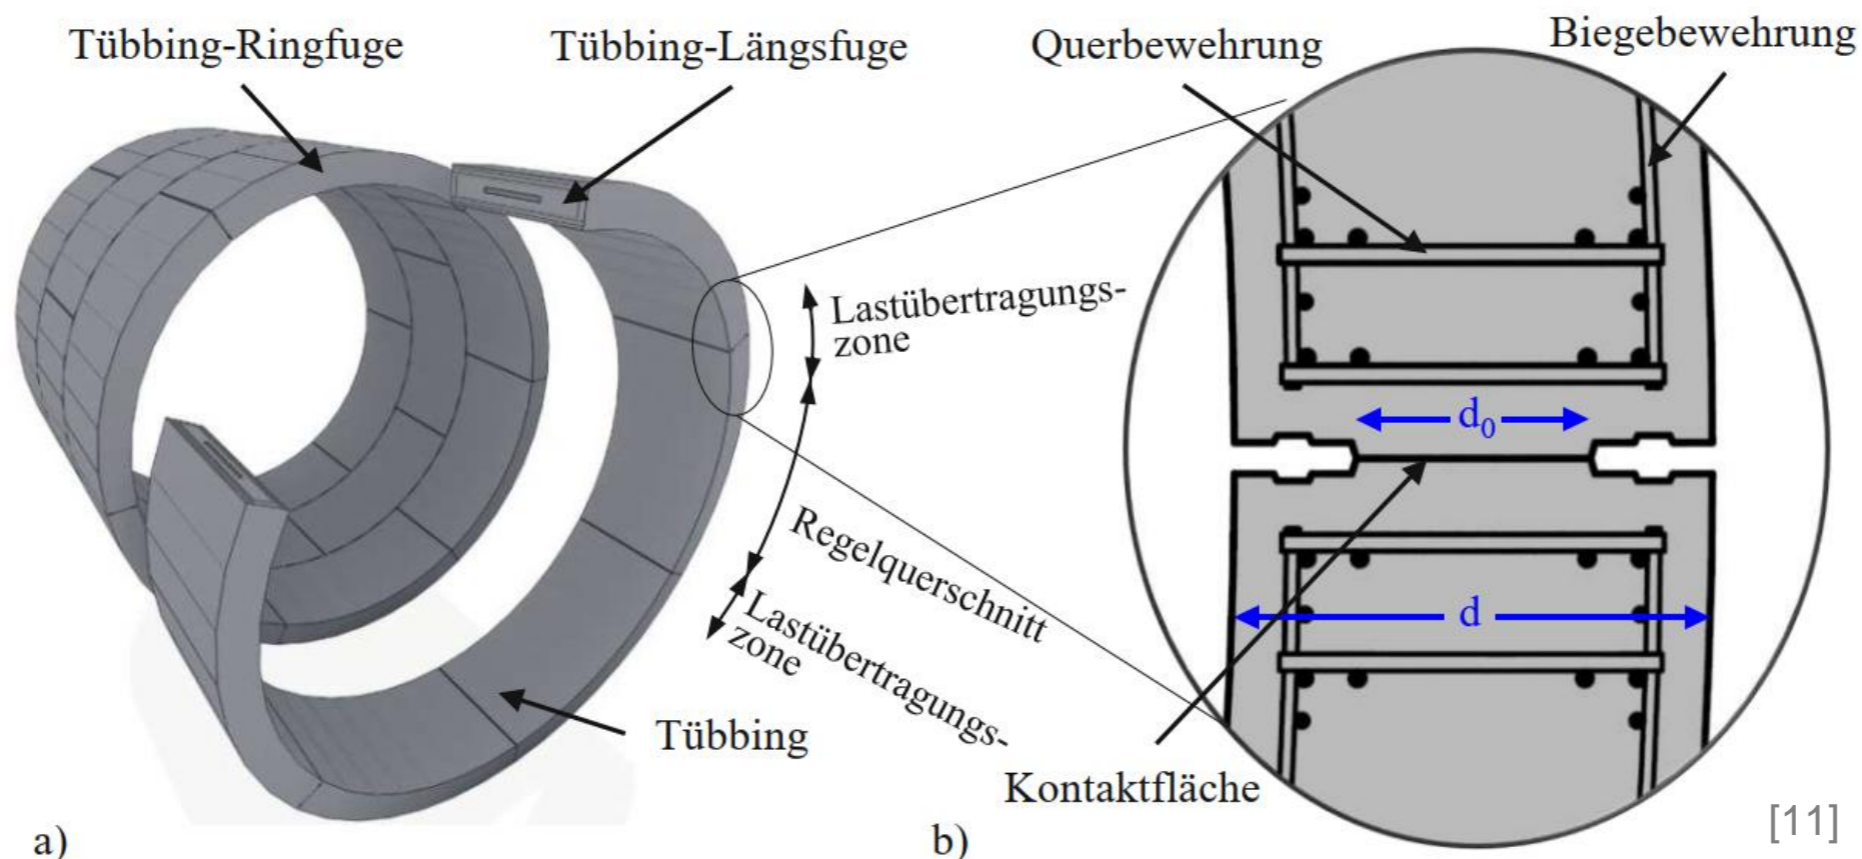 Tübbing-Ringfuge
Tübbing-Längsfuge
Querbewehrung
Biegebewehrung
Lastübertragungs-
zone
d0
Regelquerschnitt
d
Lastübertragungs-
zone
Tübbing
Kontaktfläche
a)
b)
[11]